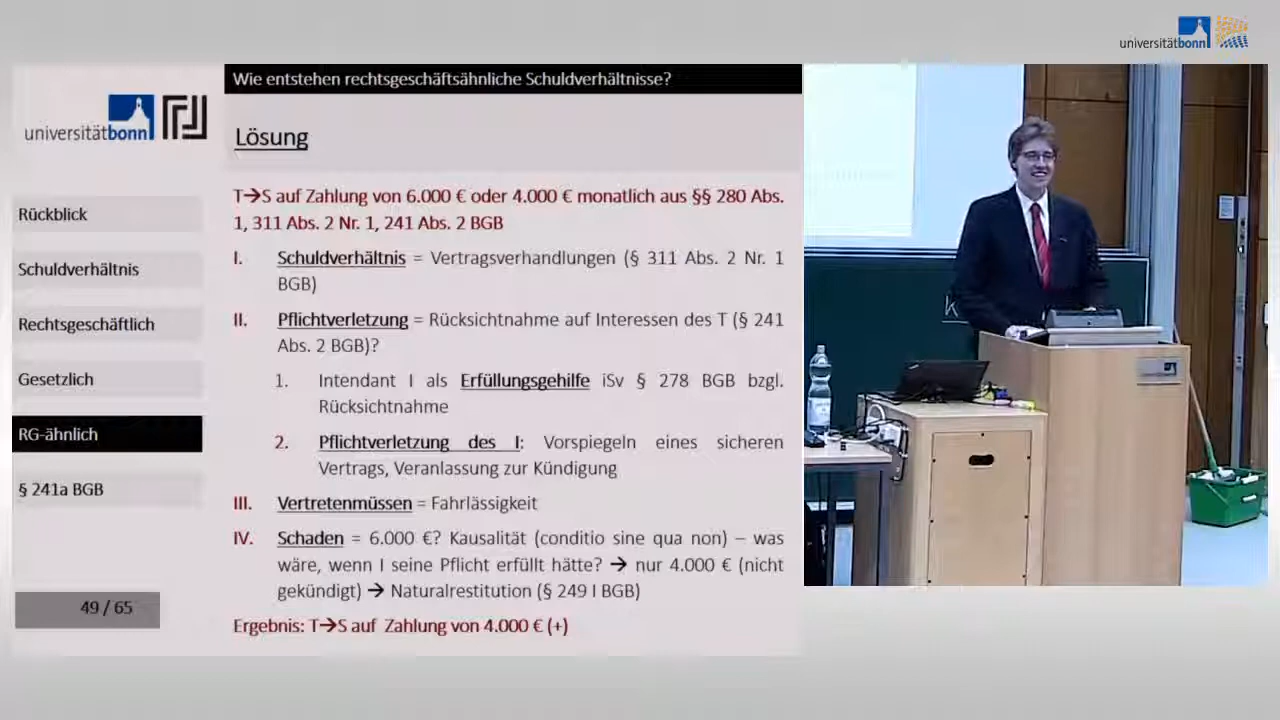 universitätbonn
Wie entstehen rechtsgeschäftsähnliche Schuldverhältnisse?
universitätbonn
Lösung
T→S auf Zahlung von 6.000 € oder 4.000 € monatlich aus §§ 280 Abs.
1, 311 Abs. 2 Nr. 1, 241 Abs. 2 BGB
Rückblick
Schuldverhältnis
Rechtsgeschäftlich
Gesetzlich
RG-ähnlich
§ 241a BGB
49 / 65
I. Schuldverhältnis = Vertragsverhandlungen (§ 311 Abs. 2 Nr. 1
BGB)
II. Pflichtverletzung = Rücksichtnahme auf Interessen des T (§ 241
Abs. 2 BGB)?
1. Intendant I als Erfüllungsgehilfe iSv § 278 BGB bzgl.
Rücksichtnahme
2. Pflichtverletzung des I: Vorspiegeln eines sicheren
Vertrags, Veranlassung zur Kündigung
III. Vertretenmüssen = Fahrlässigkeit
IV. Schaden = 6.000 €? Kausalität (conditio sine qua non) – was
wäre, wenn I seine Pflicht erfüllt hätte? → nur 4.000 € (nicht
gekündigt) → Naturalrestitution (§ 249 I BGB)
Ergebnis: T→S auf Zahlung von 4.000 € (+)